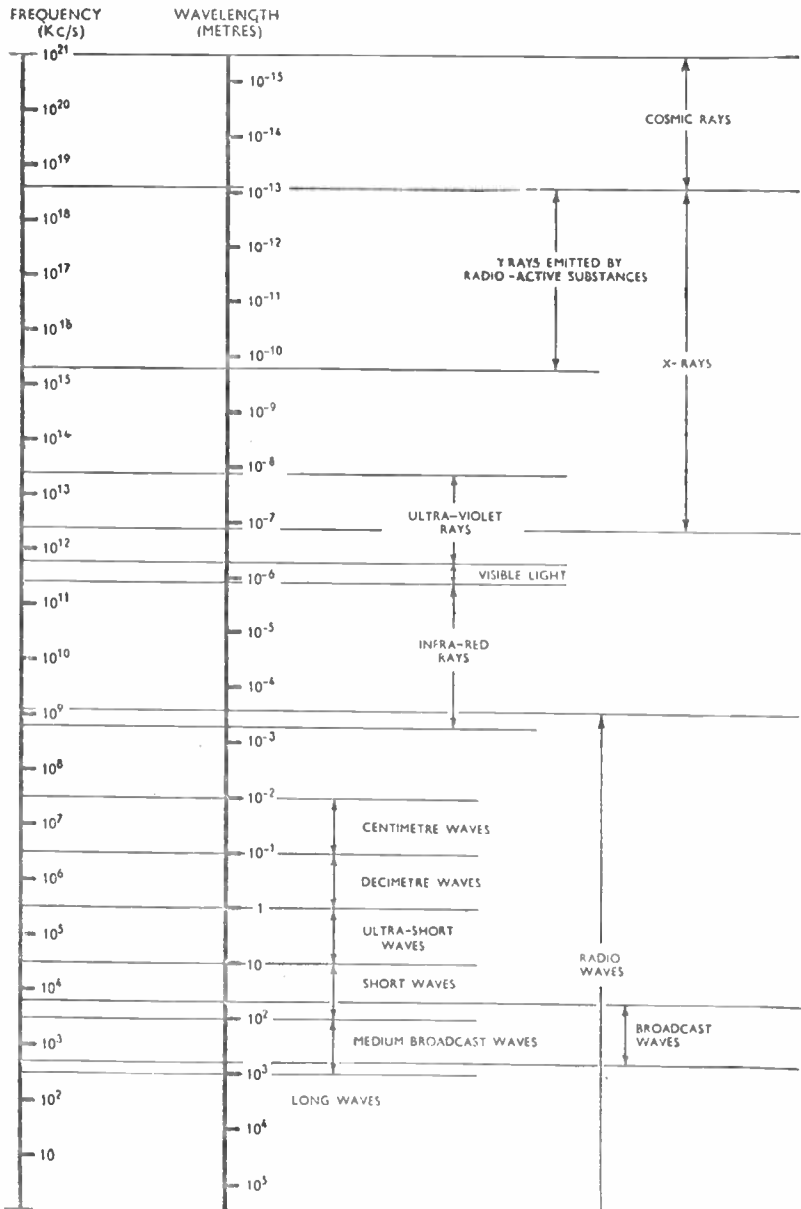 FREQUENCY
(Kc/s)
WAVELENGTH
(METRES)
10²¹
10⁻¹⁵
10²⁰
COSMIC RAYS
10⁻¹⁴
10¹⁹
10⁻¹³
10¹⁸
10⁻¹²
γ RAYS EMITTED BY
RADIO-ACTIVE SUBSTANCES
10¹⁷
10⁻¹¹
10¹⁶
10⁻¹⁰
X-RAYS
10¹⁵
10⁻⁹
10¹⁴
10⁻⁸
10¹³
ULTRA-VIOLET
RAYS
10⁻⁷
10¹²
VISIBLE LIGHT
10⁻⁶
10¹¹
10⁻⁵
INFRA-RED
RAYS
10¹⁰
10⁻⁴
10⁹
10⁻³
10⁸
10⁻²
10⁷
CENTIMETRE WAVES
10⁻¹
10⁶
DECIMETRE WAVES
1
10⁵
ULTRA-SHORT
WAVES
10
RADIO
WAVES
10⁴
SHORT WAVES
10²
10³
MEDIUM BROADCAST WAVES
BROADCAST
WAVES
10³
10²
LONG WAVES
10⁴
10
10⁵